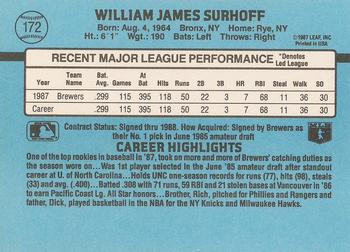 172
WILLIAM JAMES SURHOFF
Born: Aug. 4, 1964 Bronx, NY Home: Rye, NY
Ht: 6' 1" Wgt: 190 Bats: Left Throws: Right
©1987 LEAF, INC.
Printed in USA
RECENT MAJOR LEAGUE PERFORMANCE *Denotes Led League
Year Team Name Bat. Avg. Games At Bat Hits Runs 2B 3B HR RBI Stolen Bases Walk SO
1987 Brewers .299 115 395 118 50 22 3 7 68 11 36 30
Career .299 115 395 118 50 22 3 7 68 11 36 30
Contract Status: Signed thru 1988. How Acquired: Signed by Brewers as
their No. 1 pick in June 1985 amateur draft
CAREER HIGHLIGHTS
One of the top rookies in baseball in '87, took on more and more of Brewers' catching duties
as the season wore on... Was 1st player selected in the June '85 amateur draft after standout
career at U. of North Carolina... Holds UNC one-season records for runs (77), hits (98), steals
(33) and avg. (.400)... Batted .308 with 71 runs, 59 RBI and 21 stolen bases at Vancouver in '86
to earn Pacific Coast Lg. All Star honors... Brother, Rich, pitched for Phillies and Rangers and
father, Dick, played basketball in the NBA for the NY Knicks and Milwaukee Hawks.